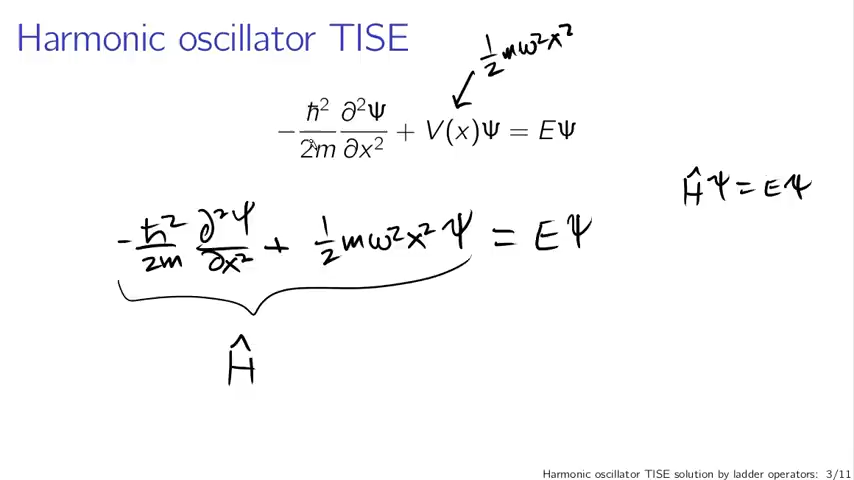 Harmonic oscillator TISE
½mω²x²
−ħ²/2m ∂²Ψ/∂x² + V(x)Ψ = EΨ
ĤΨ = EΨ
−ħ²/2m ∂²Ψ/∂x² + ½mω²x²Ψ = EΨ
Ĥ
Harmonic oscillator TISE solution by ladder operators: 3/11